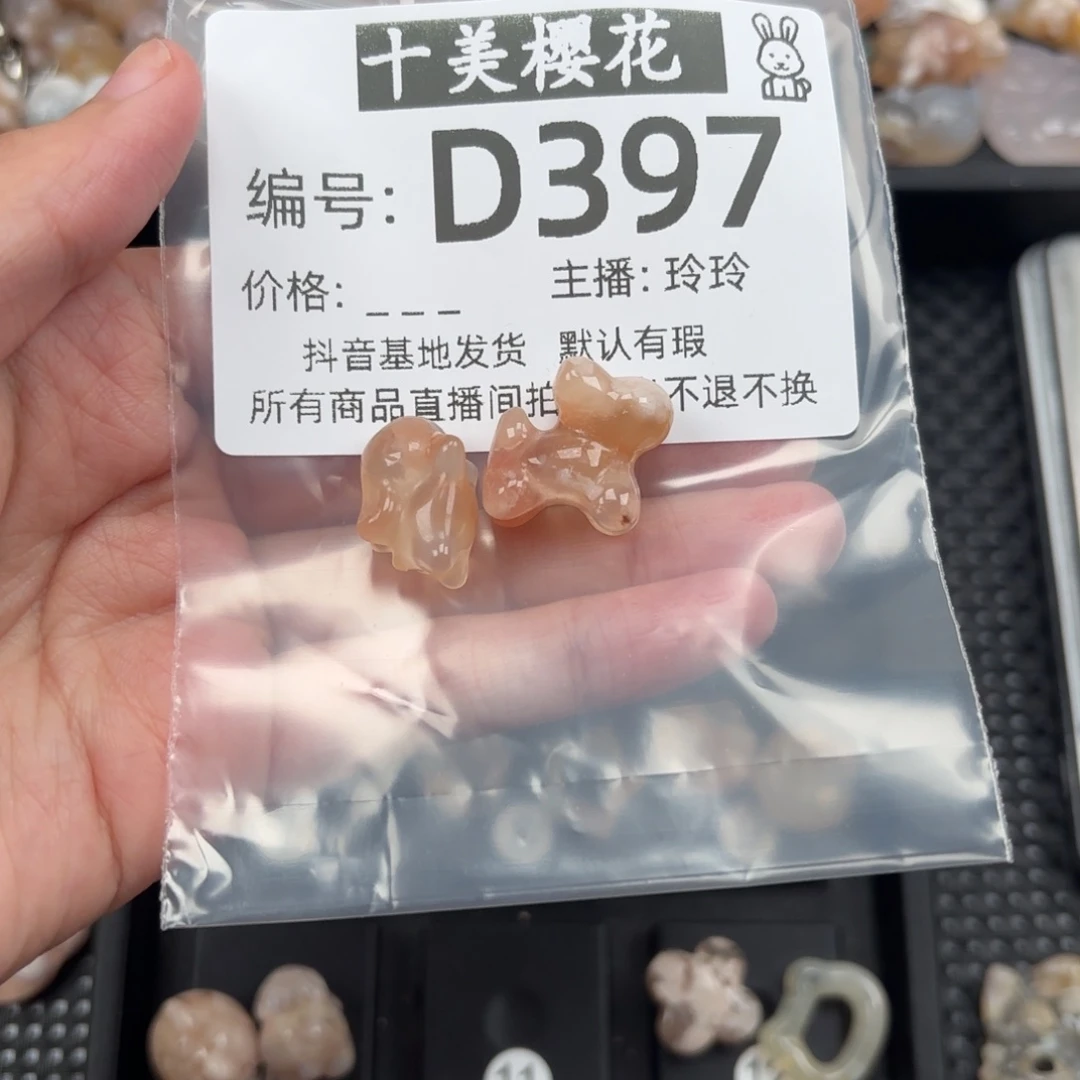 十美樱花
编号: D397
价格: _ _ _ 主播: 玲玲
抖音基地发货 默认有瑕
所有商品直播间拍 不退不换
11